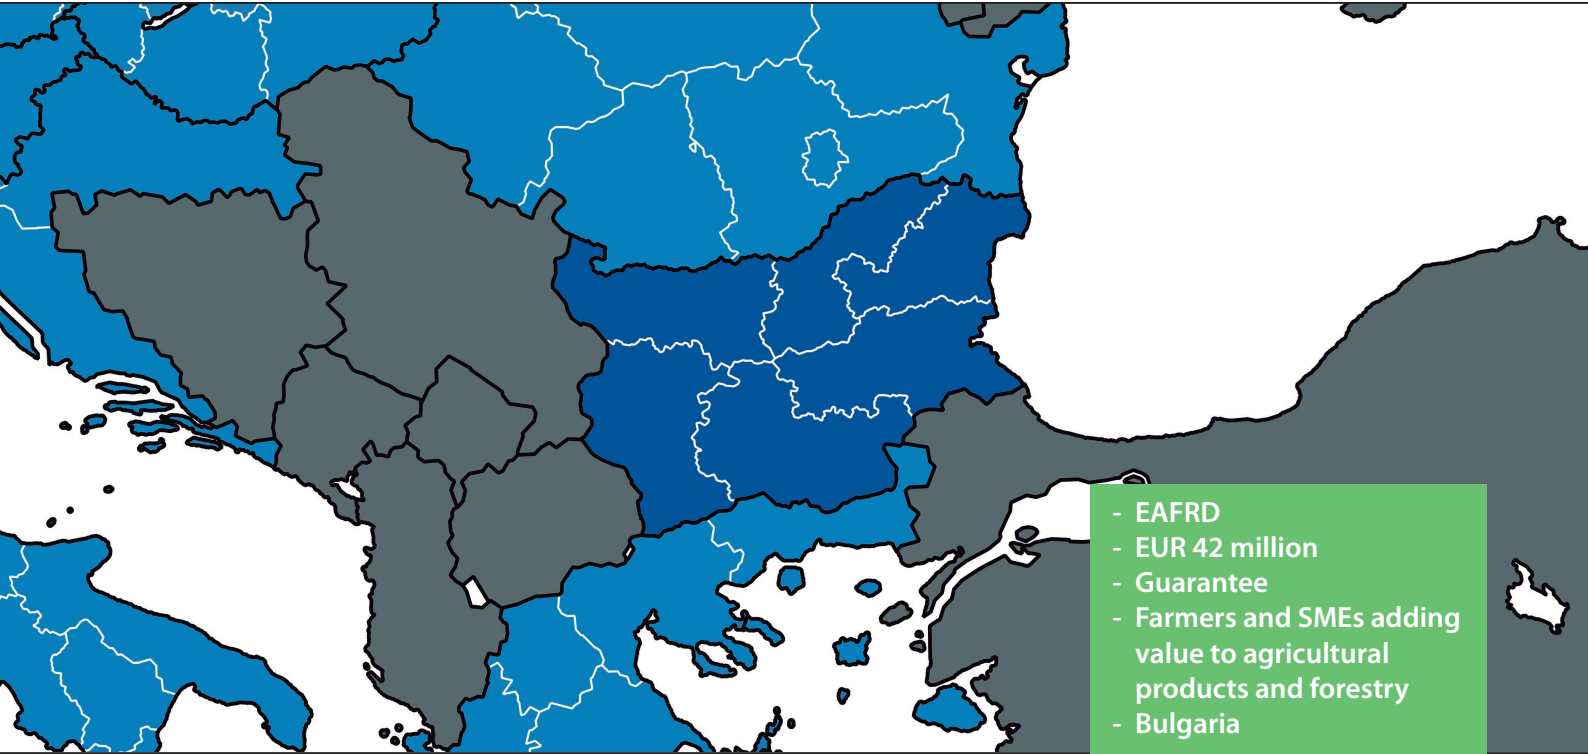 - EAFRD
- EUR 42 million
- Guarantee
- Farmers and SMEs adding
value to agricultural
products and forestry
- Bulgaria